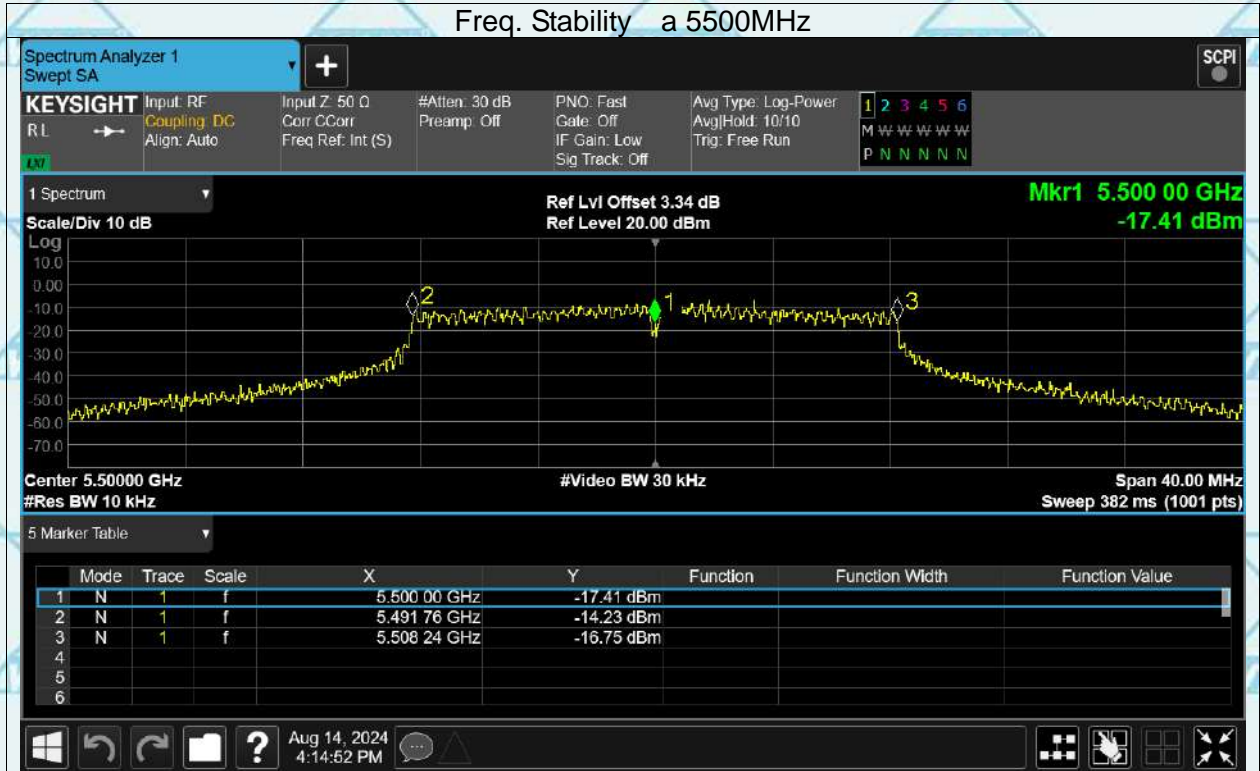 Freq. Stability a 5500MHz
Spectrum Analyzer 1
Swept SA
+
SCPI
KEYSIGHT Input: RF Input Z: 50 Ω #Atten: 30 dB PNO: Fast Avg Type: Log-Power 1 2 3 4 5 6
RL Coupling: DC Corr CCorr Preamp: Off Gate: Off Avg|Hold: 10/10 M W W W W W
Align: Auto Freq Ref: Int (S) IF Gain: Low Trig: Free Run P N N N N N
LXI Sig Track: Off
1 Spectrum Ref Lvl Offset 3.34 dB Mkr1 5.500 00 GHz
Scale/Div 10 dB Ref Level 20.00 dBm -17.41 dBm
Log
10.0
0.00
-10.0
-20.0
-30.0
-40.0
-50.0
-60.0
-70.0
2 1 3
Center 5.50000 GHz #Video BW 30 kHz Span 40.00 MHz
#Res BW 10 kHz Sweep 382 ms (1001 pts)
5 Marker Table
Mode Trace Scale X Y Function Function Width Function Value
1 N 1 f 5.500 00 GHz -17.41 dBm
2 N 1 f 5.491 76 GHz -14.23 dBm
3 N 1 f 5.508 24 GHz -16.75 dBm
4
5
6
? Aug 14, 2024
4:14:52 PM